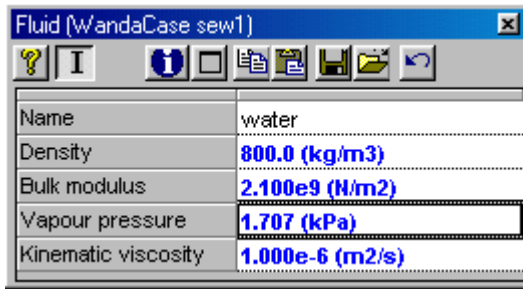 Fluid (WandaCase sew1)
Name water
Density 800.0 (kg/m3)
Bulk modulus 2.100e9 (N/m2)
Vapour pressure 1.707 (kPa)
Kinematic viscosity 1.000e-6 (m2/s)